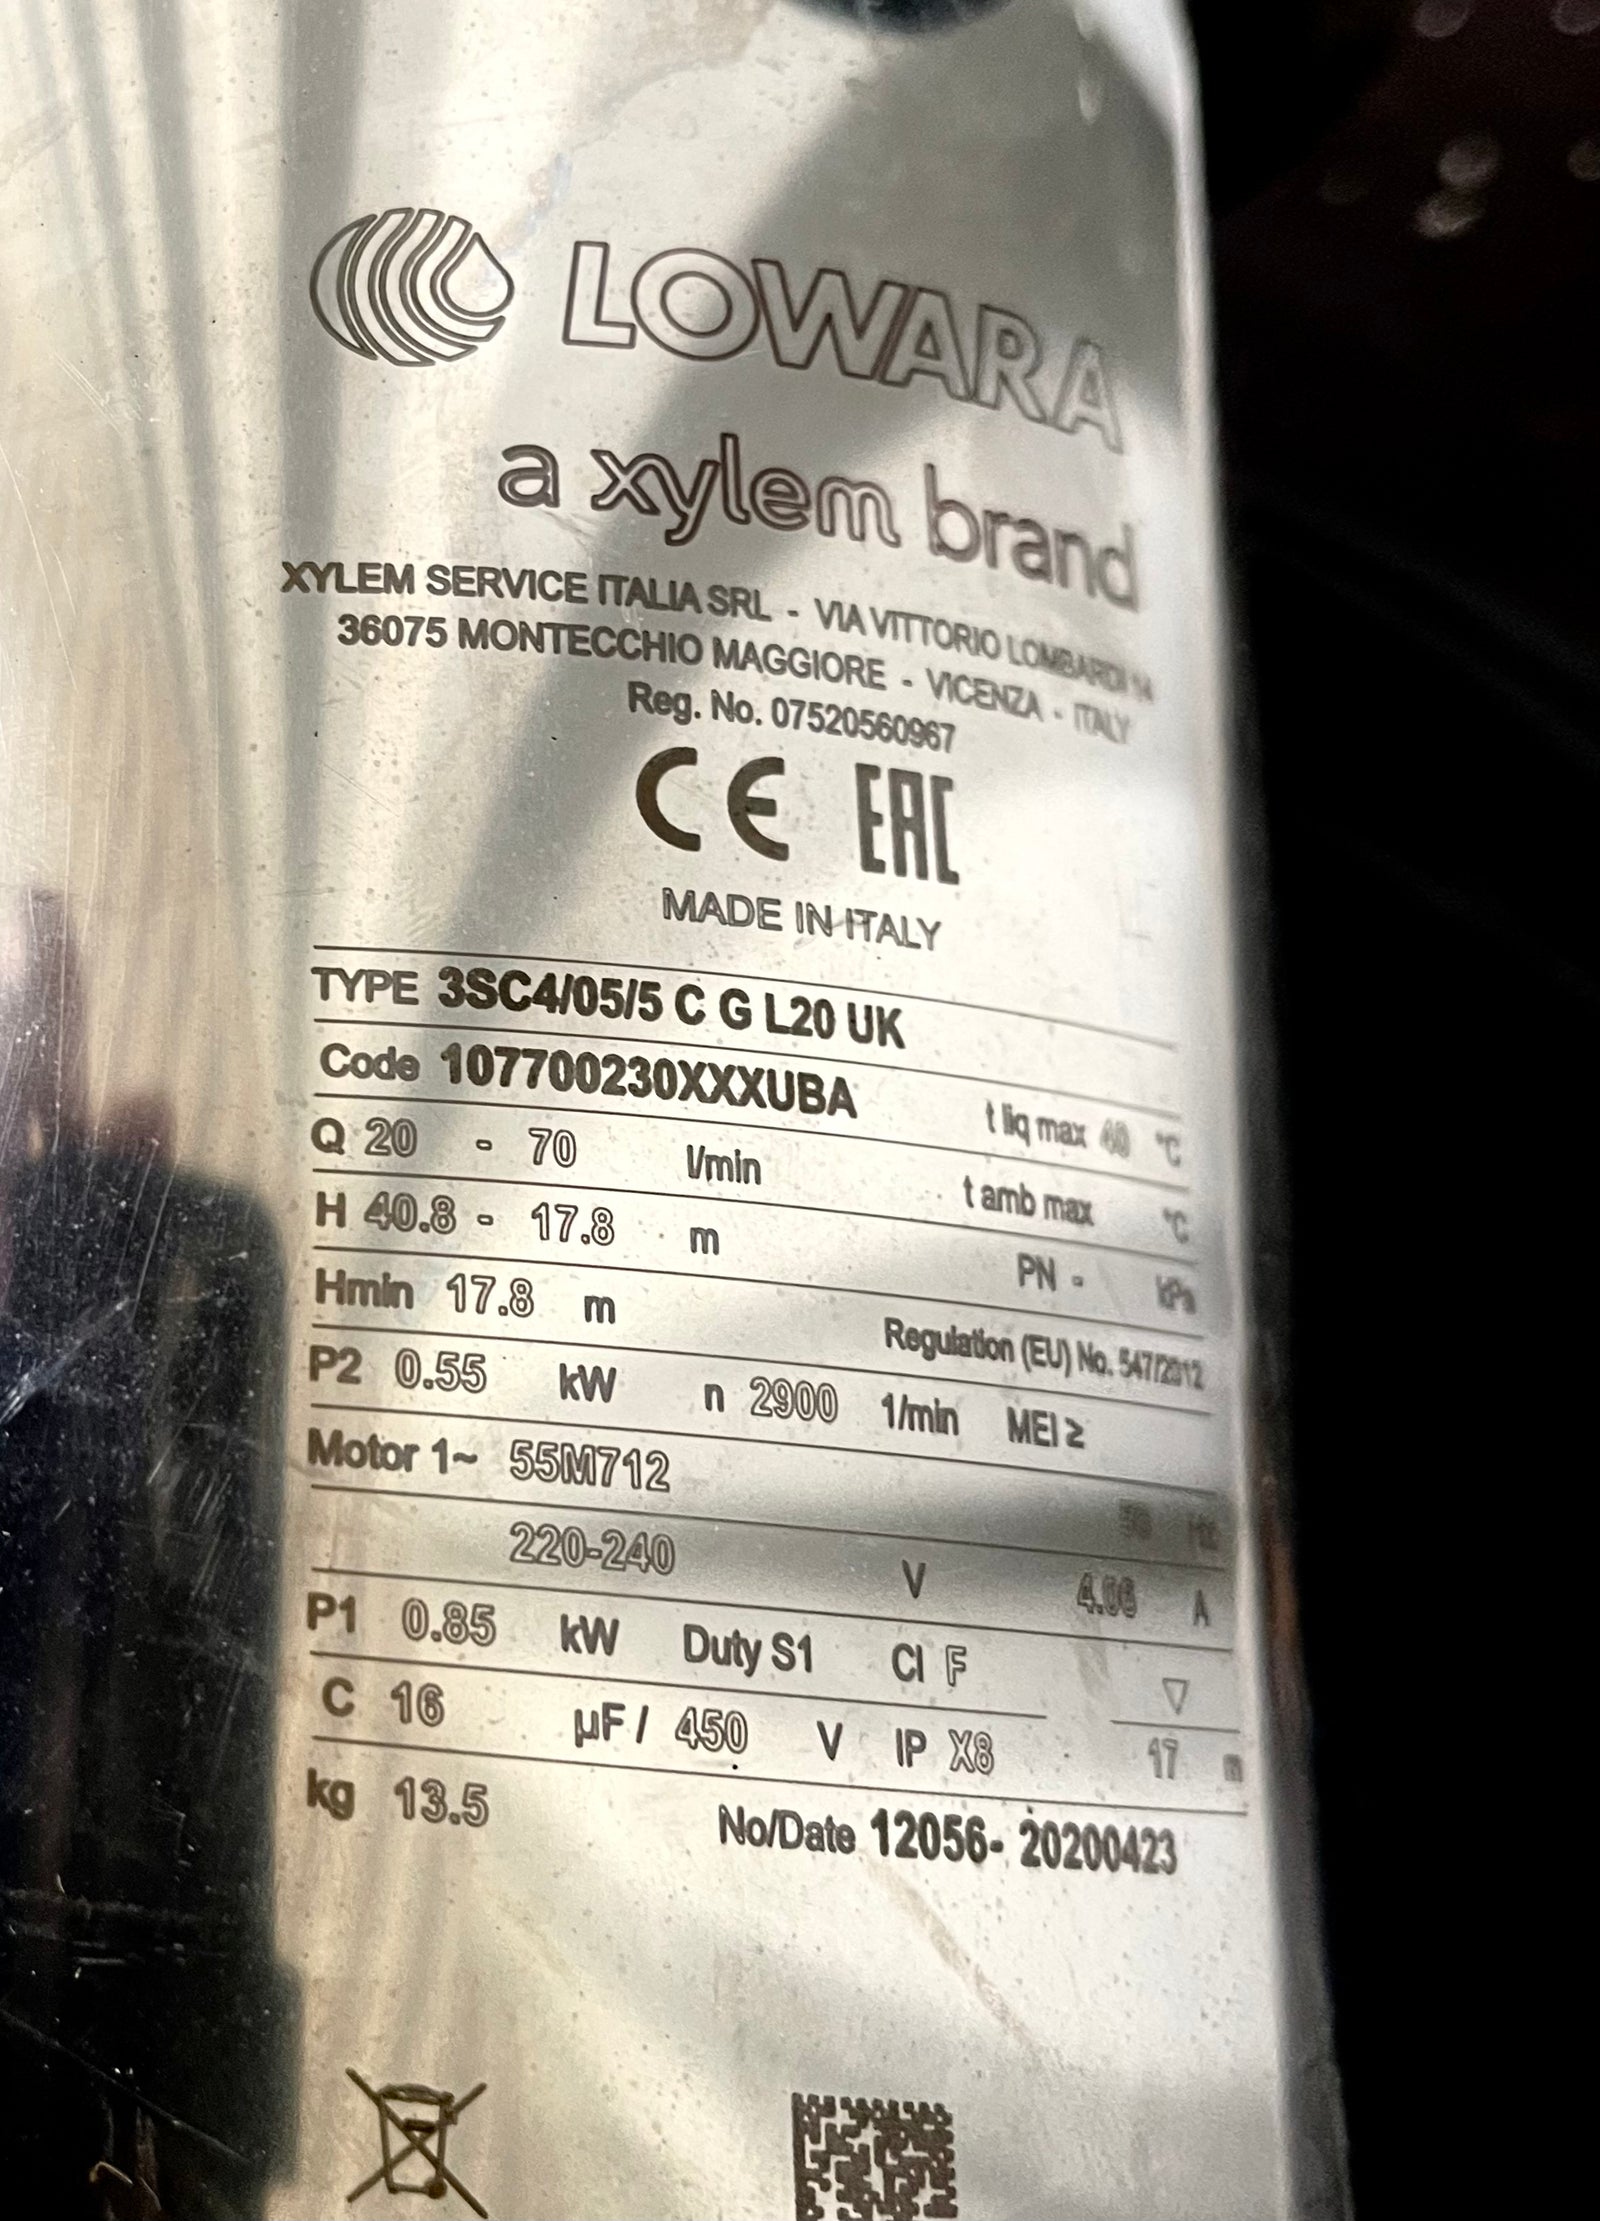 LOWARA
a xylem brand
XYLEM SERVICE ITALIA SRL - VIA VITTORIO LOMBARDI 14
36075 MONTECCHIO MAGGIORE - VICENZA - ITALY
Reg. No. 07520560967
CE EAC
MADE IN ITALY
TYPE 3SC4/05/5 C G L20 UK
Code 107700230XXXUBA
Q 20 - 70 l/min t liq max 40 °C
H 40.8 - 17.8 m t amb max °C
Hmin 17.8 m PN - kPa
Regulation (EU) No. 547/2012
P2 0.55 kW n 2900 1/min MEI ≥
Motor 1~ 55M712 50 Hz
220-240 V 4.06 A
P1 0.85 kW Duty S1 Cl F
C 16 µF / 450 V IP X8 17 m
kg 13.5 No/Date 12056- 20200423